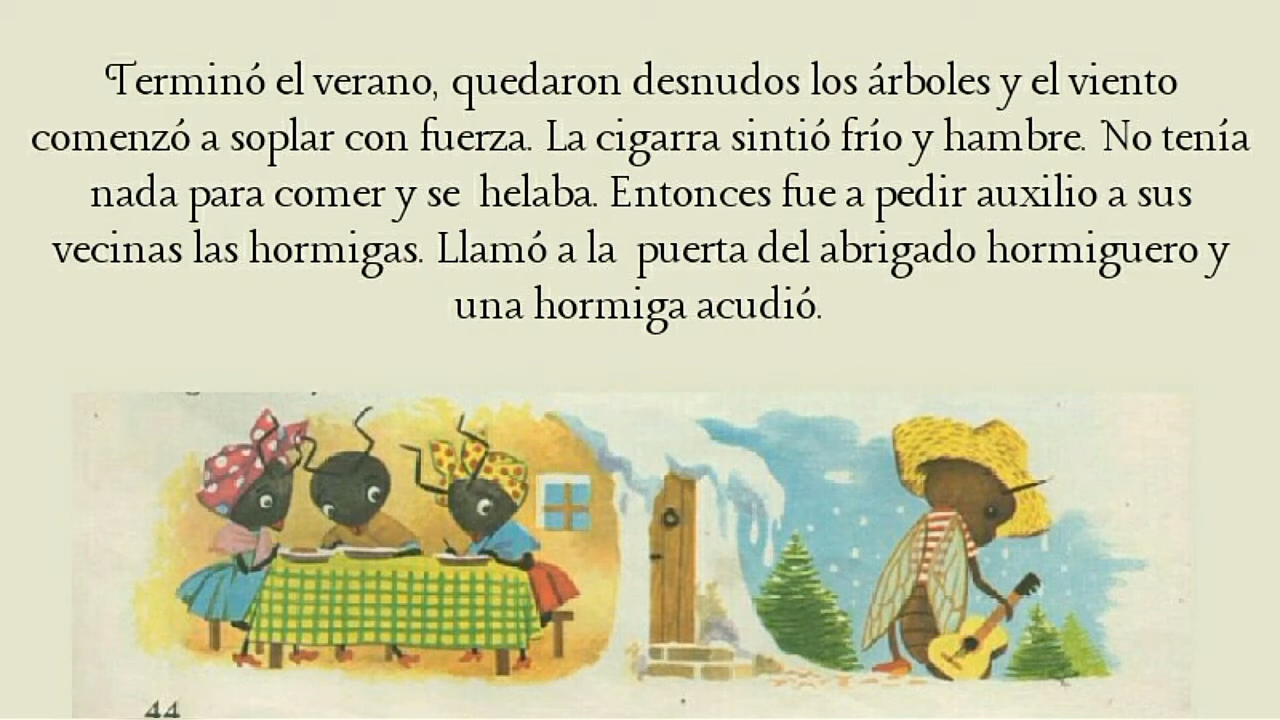 Terminó el verano, quedaron desnudos los árboles y el viento
comenzó a soplar con fuerza. La cigarra sintió frío y hambre. No tenía
nada para comer y se helaba. Entonces fue a pedir auxilio a sus
vecinas las hormigas. Llamó a la puerta del abrigado hormiguero y
una hormiga acudió.
44